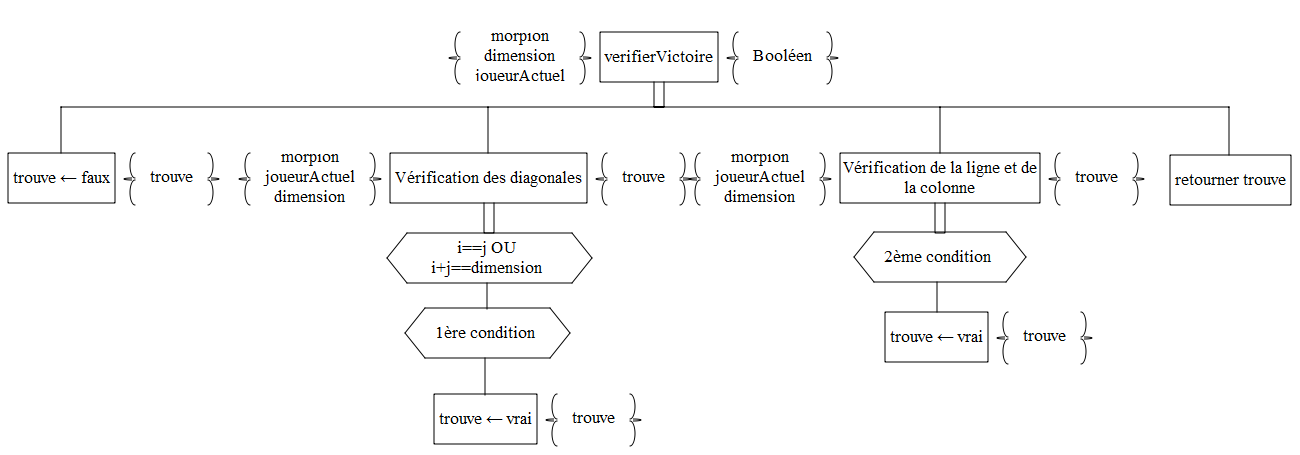 morpion
dimension
joueurActuel
verifierVictoire
Booléen
trouve ← faux
trouve
morpion
joueurActuel
dimension
Vérification des diagonales
trouve
morpion
joueurActuel
dimension
Vérification de la ligne et de
la colonne
trouve
retourner trouve
i==j OU
i+j==dimension
2ème condition
1ère condition
trouve ← vrai
trouve
trouve ← vrai
trouve